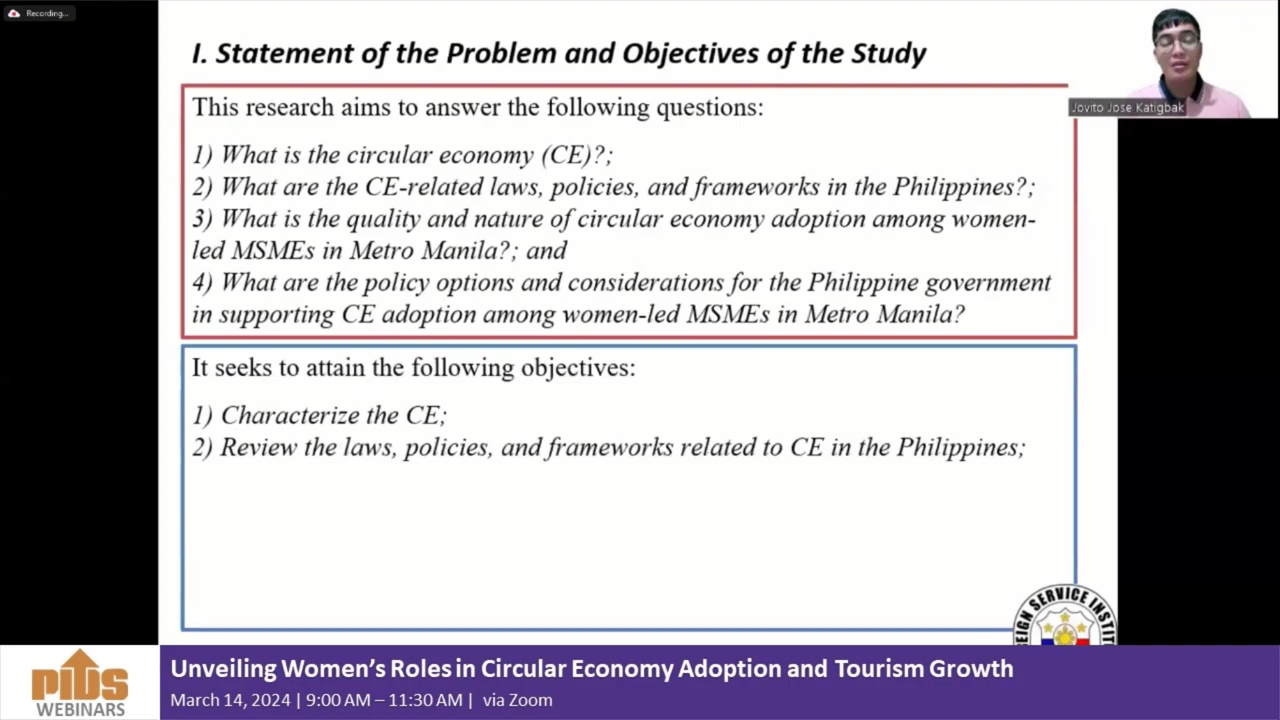 Recording...
I. Statement of the Problem and Objectives of the Study
Jovito Jose Katigbak
This research aims to answer the following questions:
1) What is the circular economy (CE)?;
2) What are the CE-related laws, policies, and frameworks in the Philippines?;
3) What is the quality and nature of circular economy adoption among women-
led MSMEs in Metro Manila?; and
4) What are the policy options and considerations for the Philippine government
in supporting CE adoption among women-led MSMEs in Metro Manila?
It seeks to attain the following objectives:
1) Characterize the CE;
2) Review the laws, policies, and frameworks related to CE in the Philippines;
SERVICE
PIDS
WEBINARS
Unveiling Women's Roles in Circular Economy Adoption and Tourism Growth
March 14, 2024 | 9:00 AM – 11:30 AM | via Zoom